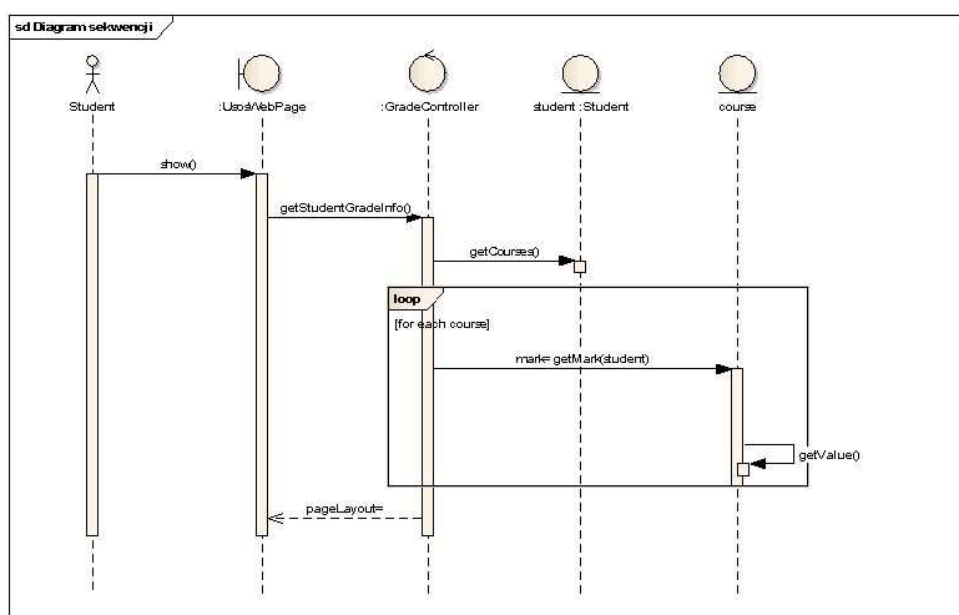 sd Diagram sekwencji
Student
:UsosWebPage
:GradeController
student :Student
course
show()
getStudentGradeInfo()
getCourses()
loop
[for each course]
mark= getMark(student)
getValue()
pageLayout=